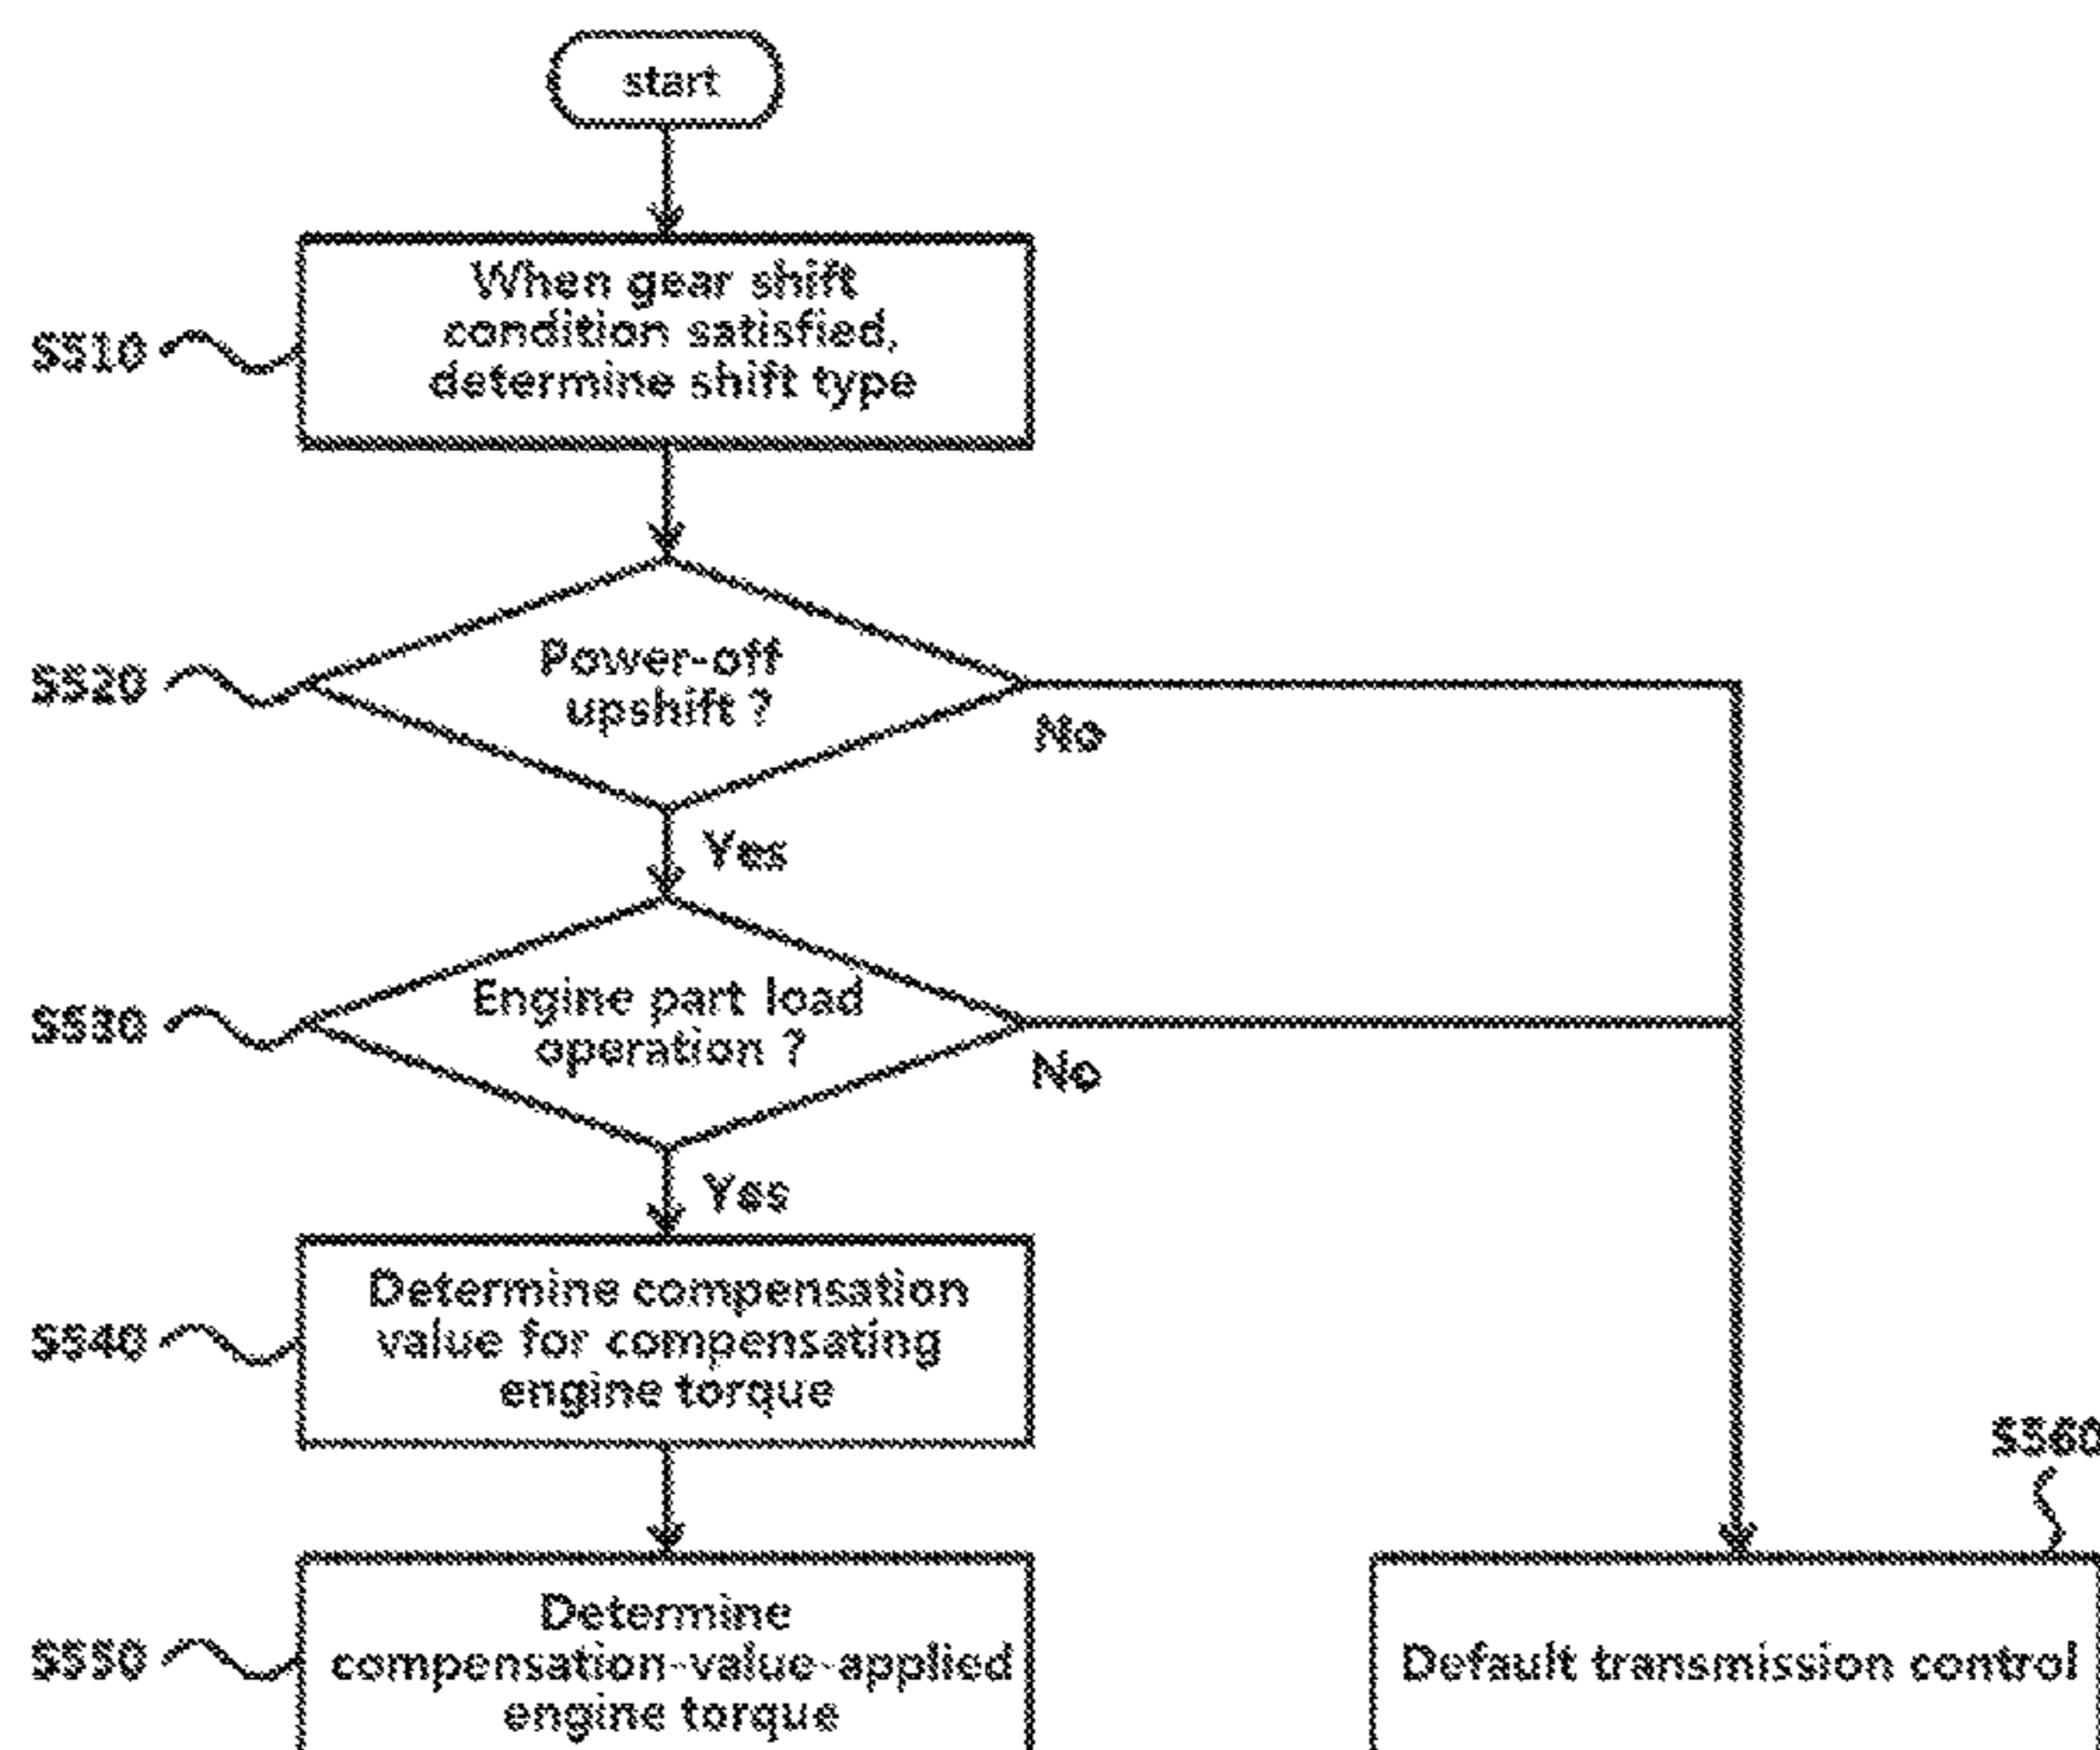 start
When gear shift
condition satisfied,
determine shift type
S510
Power-off
upshift ?
S520
No
Yes
Engine part load
operation ?
S530
No
Yes
Determine compensation
value for compensating
engine torque
S540
S560
Determine
compensation-value-applied
engine torque
S550
Default transmission control